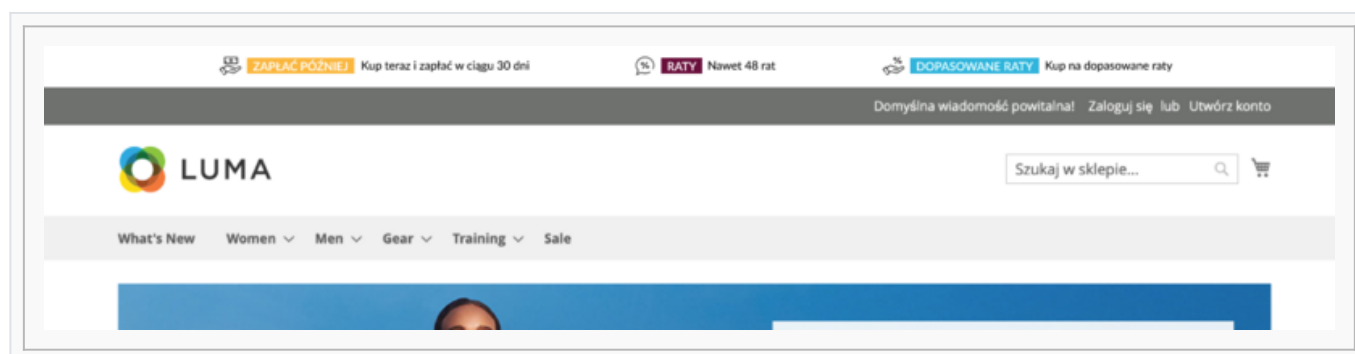 ZAPŁAĆ PÓŹNIEJ Kup teraz i zapłać w ciągu 30 dni
RATY Nawet 48 rat
DOPASOWANE RATY Kup na dopasowane raty
Domyślna wiadomość powitalna! Zaloguj się lub Utwórz konto
LUMA
Szukaj w sklepie...
What's New Women Men Gear Training Sale